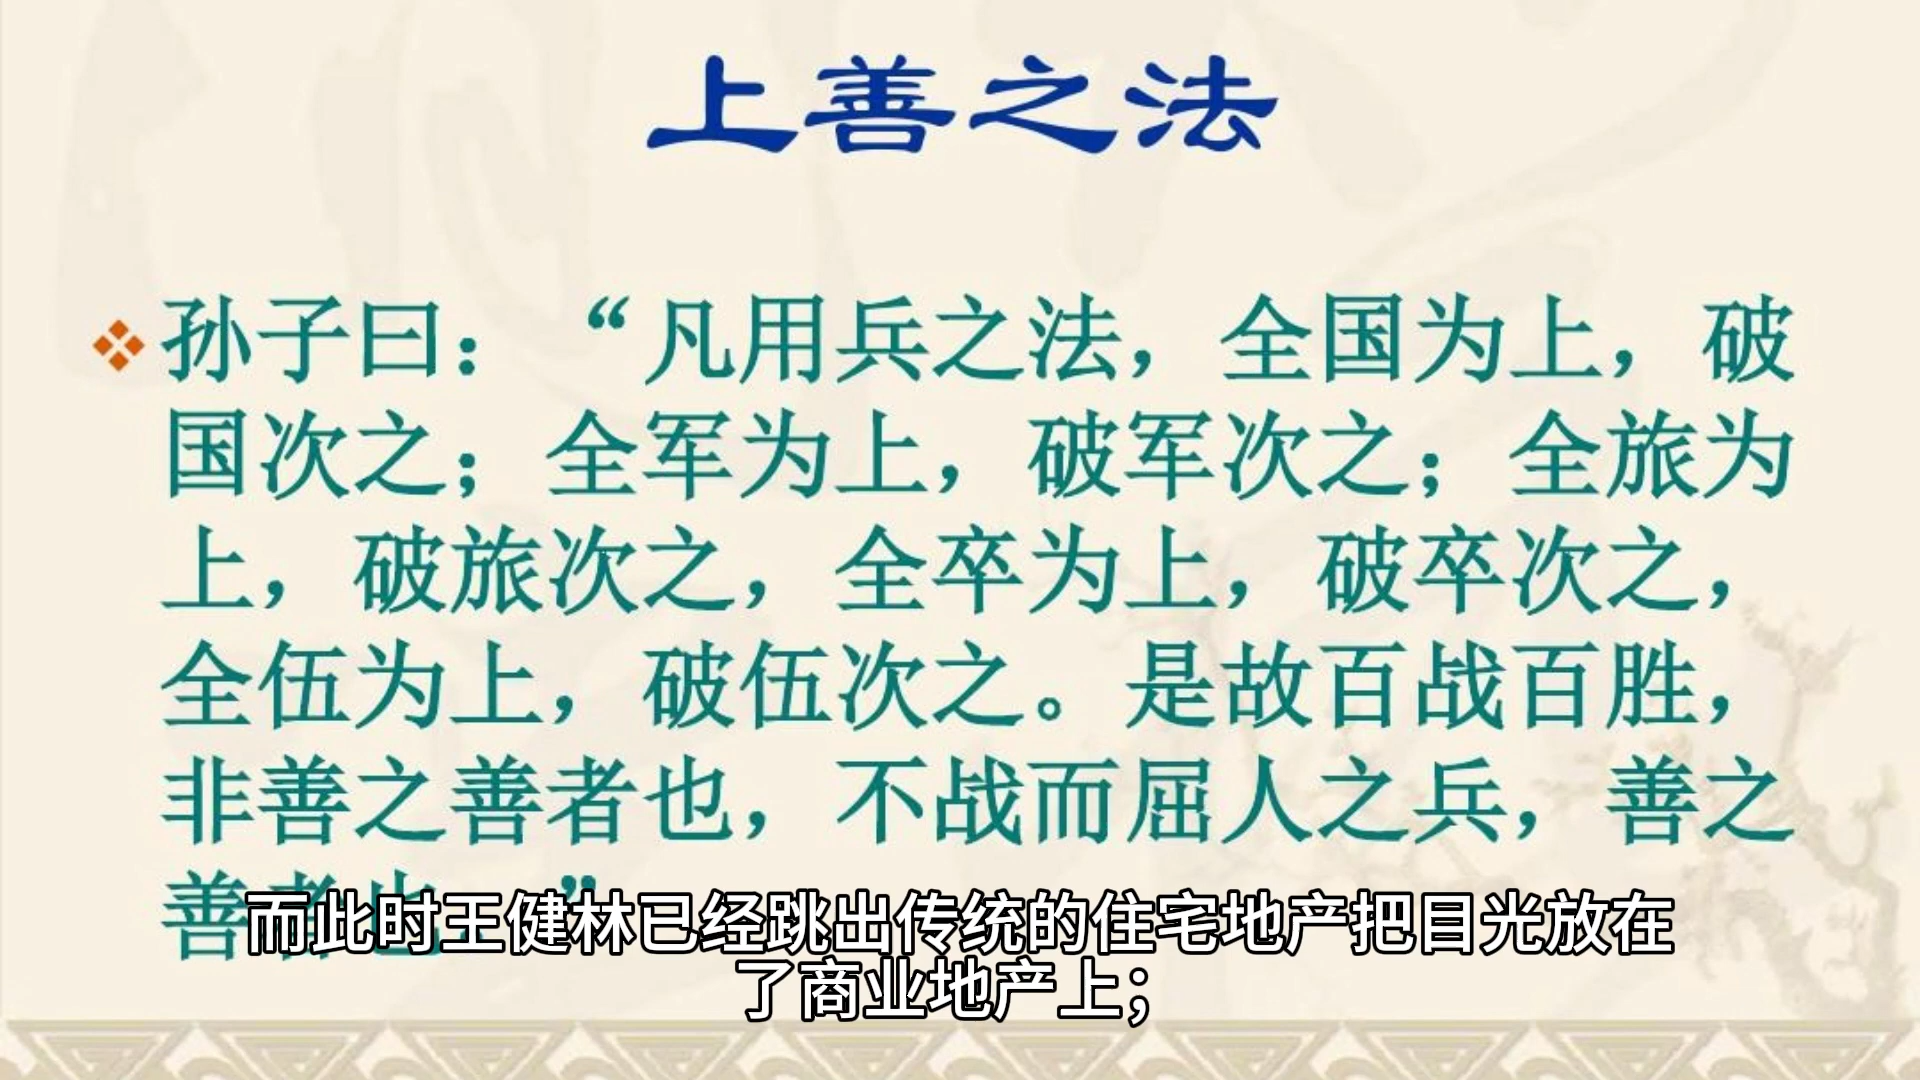 上善之法
孙子曰：“凡用兵之法，全国为上，破
国次之；全军为上，破军次之；全旅为
上，破旅次之，全卒为上，破卒次之，
全伍为上，破伍次之。是故百战百胜，
非善之善者也，不战而屈人之兵，善之
善者也。”
而此时王健林已经跳出传统的住宅地产把目光放在
了商业地产上；